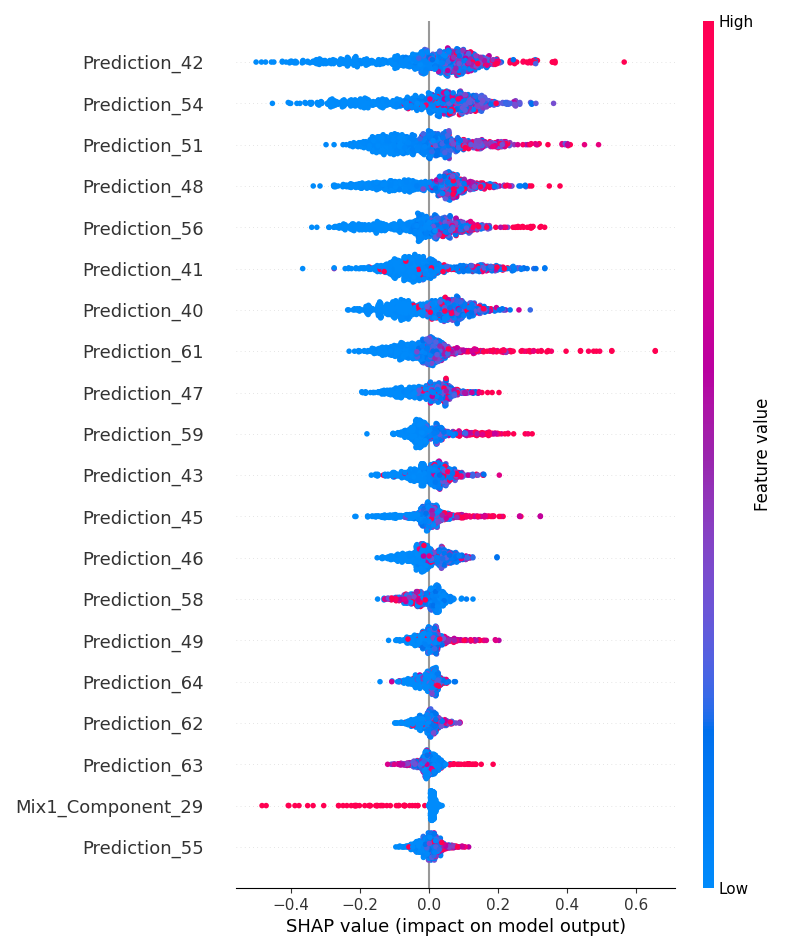 High
Prediction_42
Prediction_54
Prediction_51
Prediction_48
Prediction_56
Prediction_41
Prediction_40
Prediction_61
Prediction_47
Prediction_59
Prediction_43
Prediction_45
Prediction_46
Prediction_58
Prediction_49
Prediction_64
Prediction_62
Prediction_63
Mix1_Component_29
Prediction_55
Feature value
Low
−0.4 −0.2 0.0 0.2 0.4 0.6
SHAP value (impact on model output)